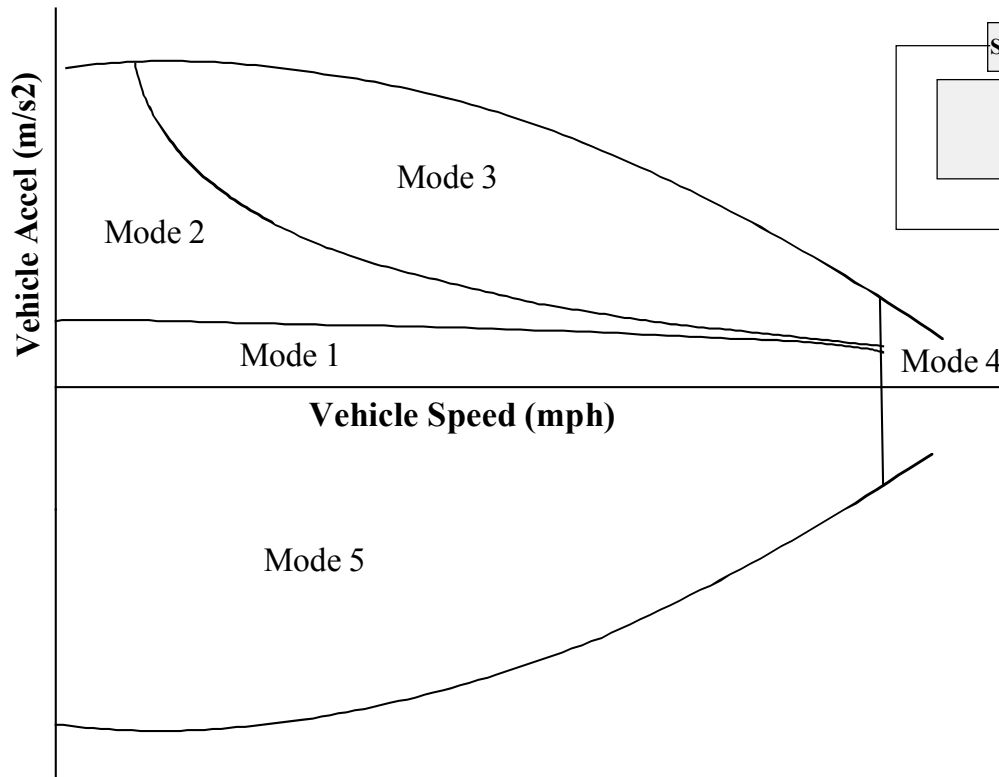 S
Vehicle Accel (m/s2)
Mode 3
Mode 2
Mode 1
Mode 4
Vehicle Speed (mph)
Mode 5